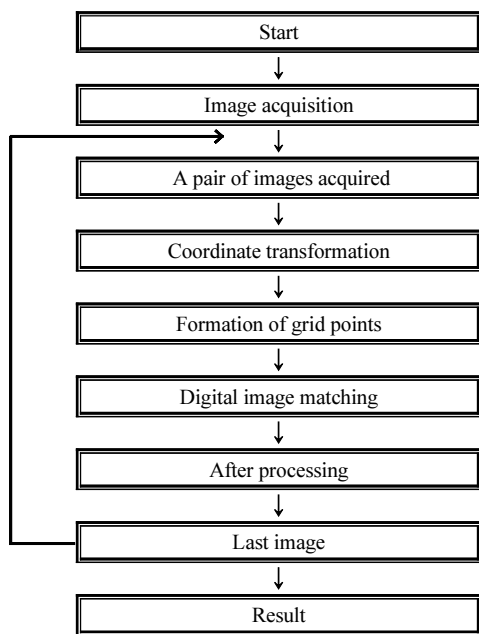 Start
Image acquisition
A pair of images acquired
Coordinate transformation
Formation of grid points
Digital image matching
After processing
Last image
Result